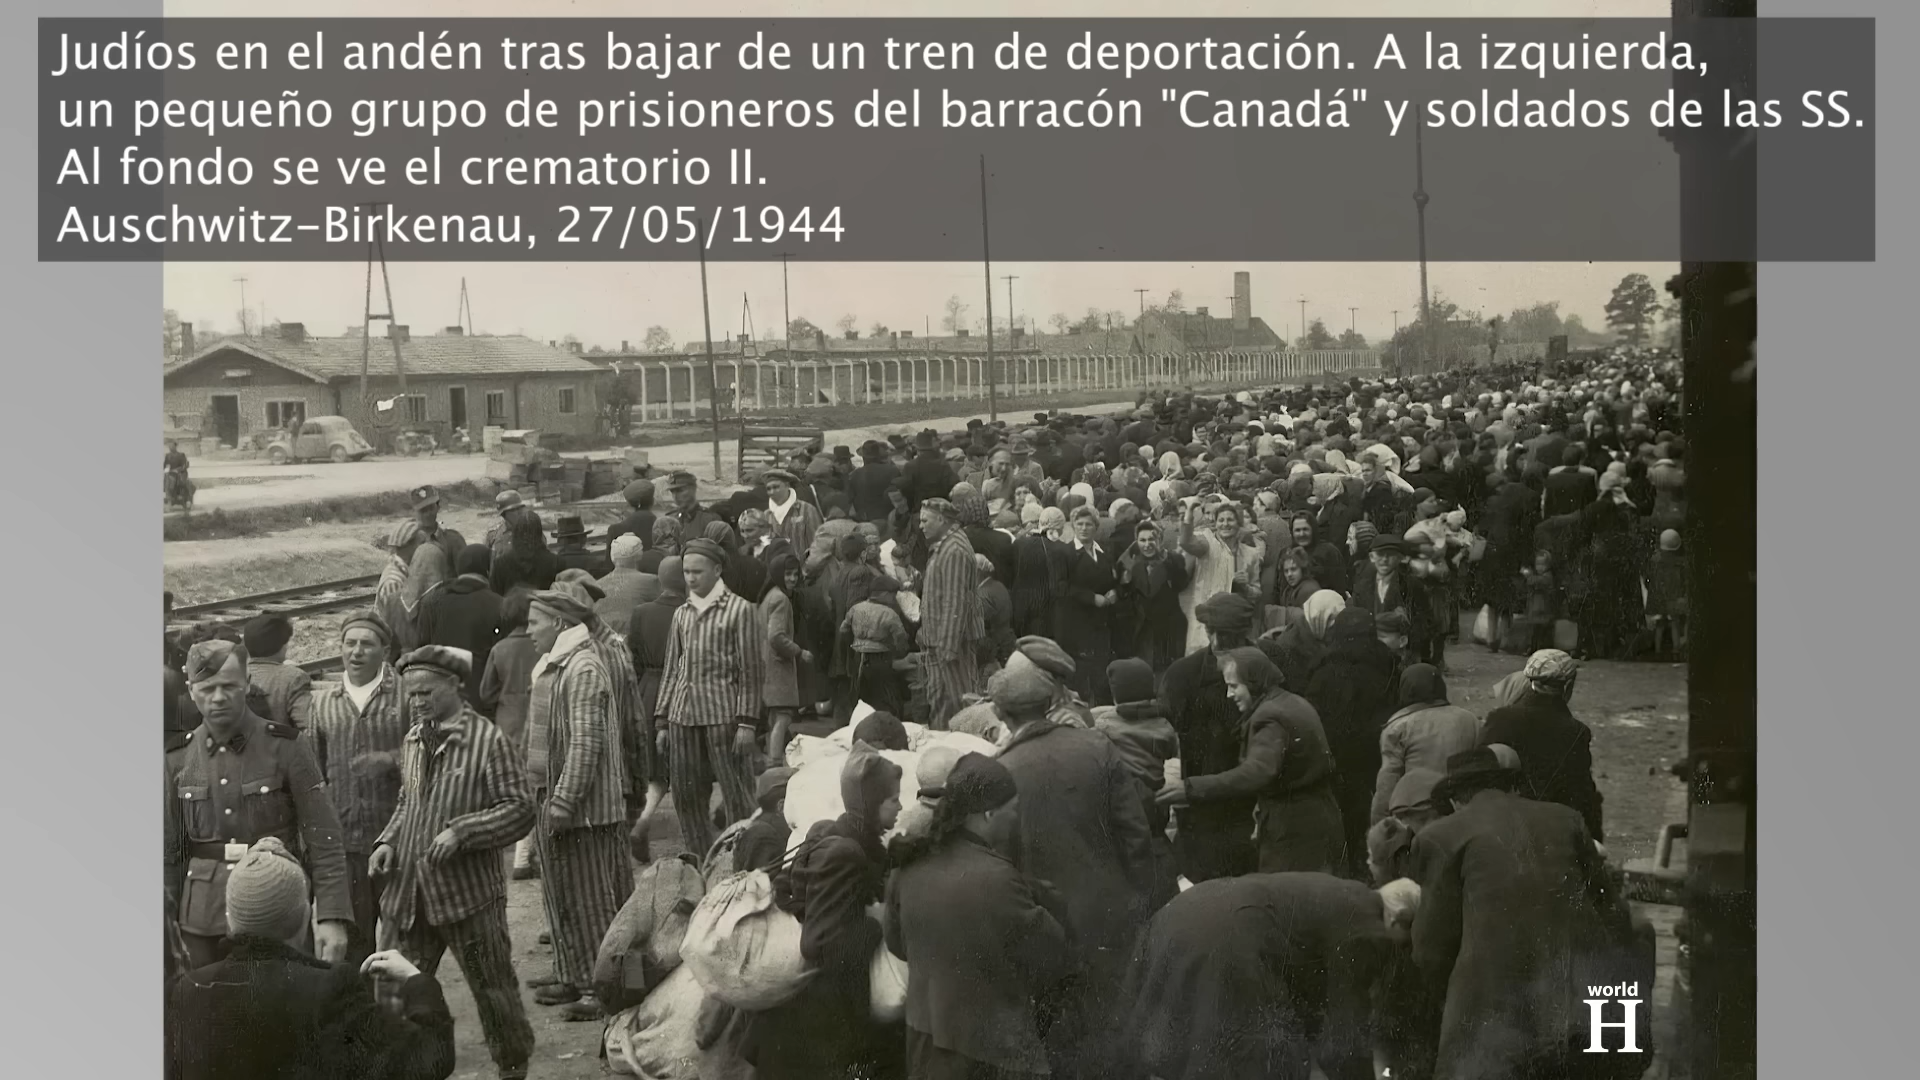 Judíos en el andén tras bajar de un tren de deportación. A la izquierda,
un pequeño grupo de prisioneros del barracón "Canadá" y soldados de las SS.
Al fondo se ve el crematorio II.
Auschwitz-Birkenau, 27/05/1944
world
H